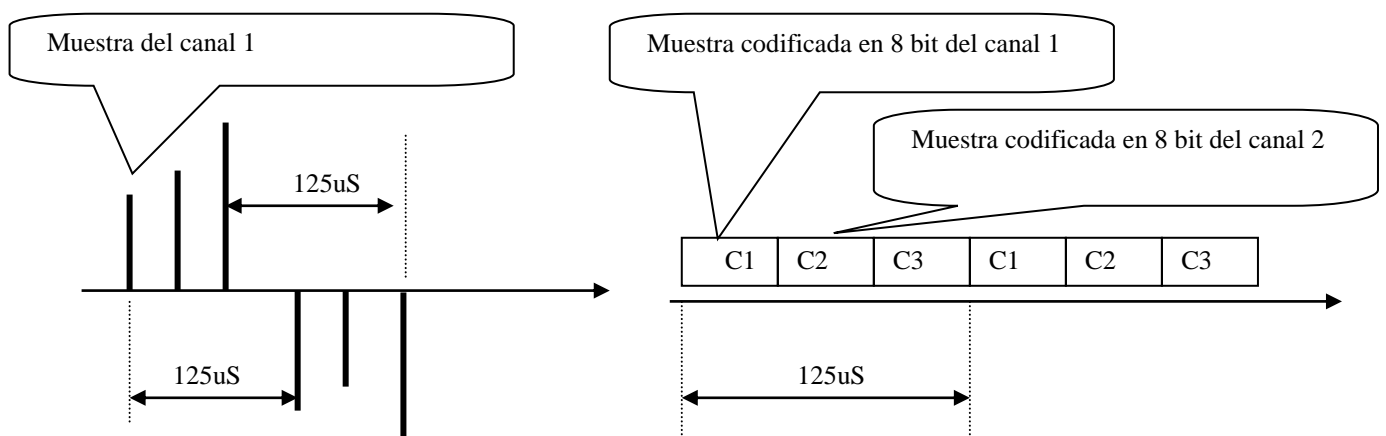 Muestra del canal 1
Muestra codificada en 8 bit del canal 1
Muestra codificada en 8 bit del canal 2
125uS
C1 C2 C3 C1 C2 C3
125uS
125uS